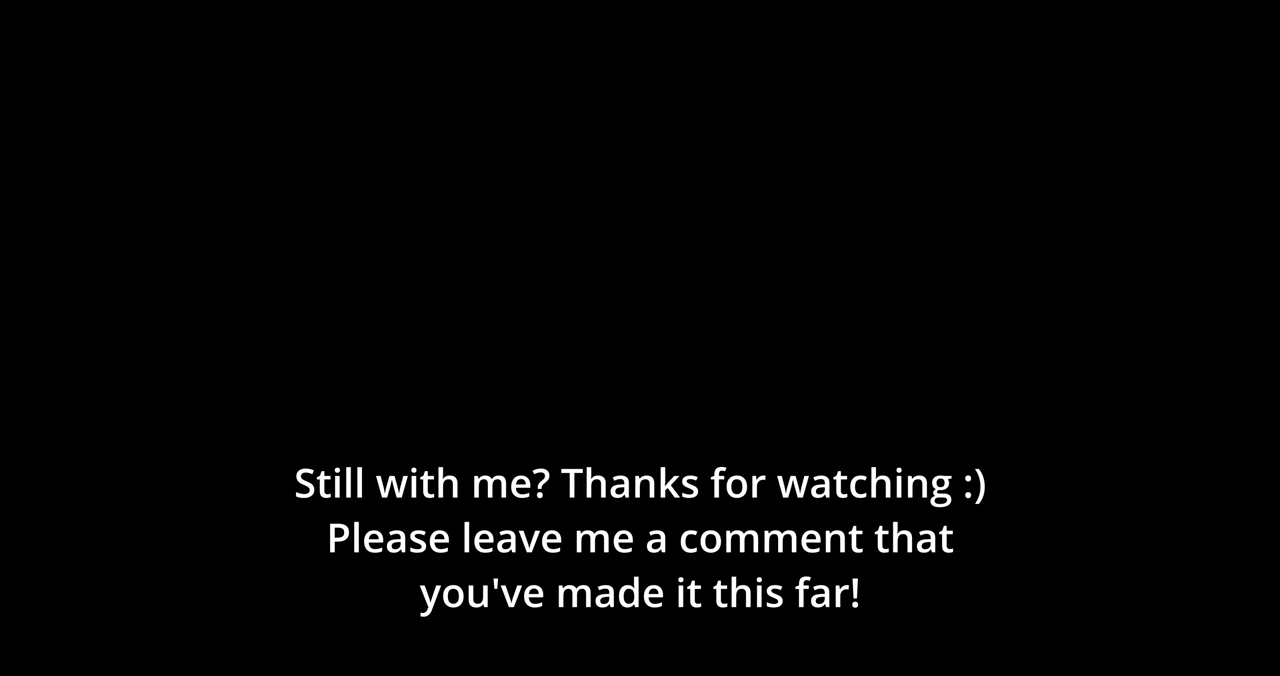 Still with me? Thanks for watching :)
Please leave me a comment that
you've made it this far!